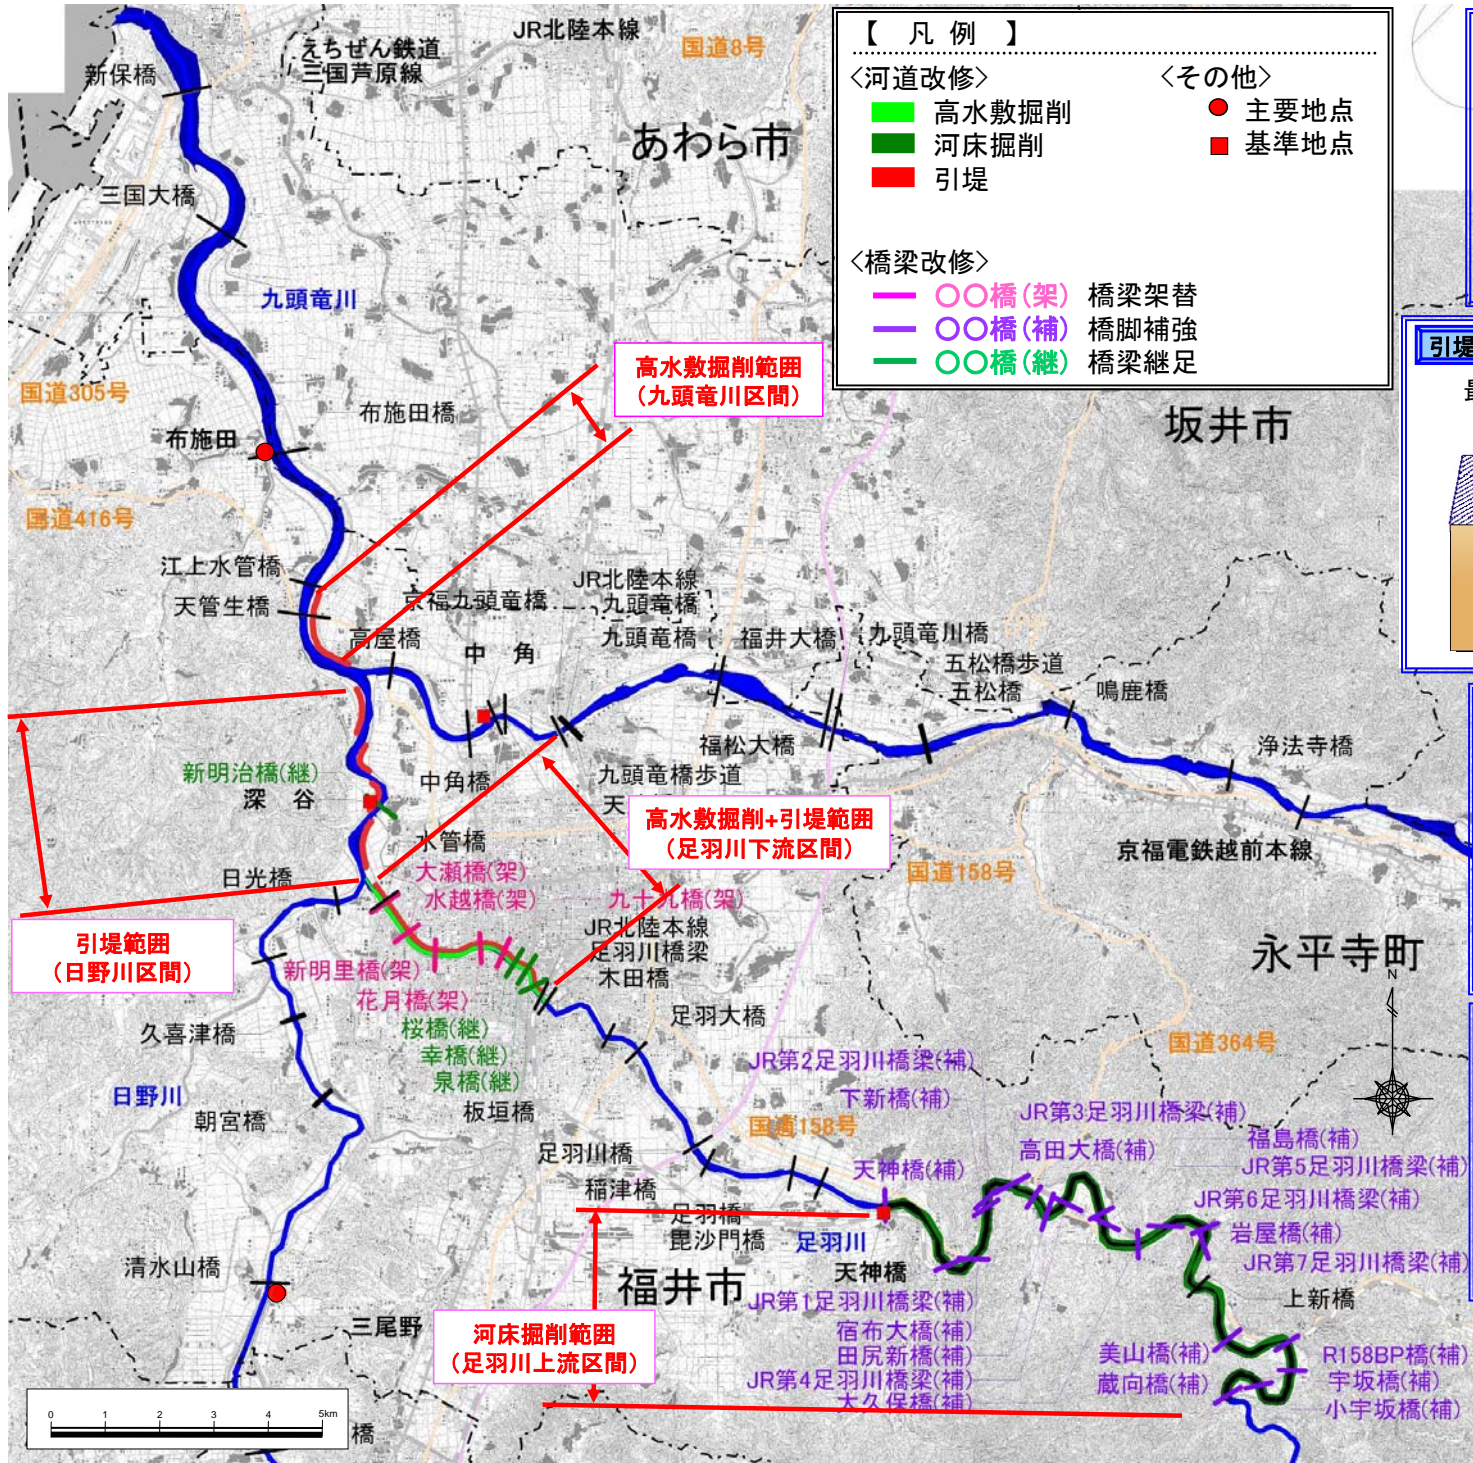 【 凡 例 】
<河道改修>
高水敷掘削
河床掘削
引堤
<その他>
主要地点
基準地点
<橋梁改修>
〇〇橋(架) 橋梁架替
〇〇橋(補) 橋脚補強
〇〇橋(継) 橋梁継足
えちぜん鉄道
三国芦原線
JR北陸本線
国道8号
新保橋
あわら市
三国大橋
九頭竜川
国道305号
布施田橋
布施田
国道416号
高水敷掘削範囲
(九頭竜川区間)
坂井市
引堤
江上水管橋
天管生橋
京福九頭竜橋
JR北陸本線
九頭竜橋
高屋橋
中 角
九頭竜橋
福井大橋
九頭竜川橋
五松橋歩道
五松橋
鳴鹿橋
福松大橋
浄法寺橋
新明治橋(継)
深 谷
中角橋
九頭竜橋歩道
天
高水敷掘削+引堤範囲
(足羽川下流区間)
水管橋
京福電鉄越前本線
日光橋
大瀬橋(架)
水越橋(架)
九十九橋(架)
国道158号
引堤範囲
(日野川区間)
JR北陸本線
足羽川橋梁
木田橋
永平寺町
N
新明里橋(架)
花月橋(架)
桜橋(継)
幸橋(継)
泉橋(継)
足羽大橋
久喜津橋
国道364号
JR第2足羽川橋梁(補)
日野川
朝宮橋
板垣橋
下新橋(補)
国道158号
JR第3足羽川橋梁(補)
高田大橋(補)
福島橋(補)
JR第5足羽川橋梁(補)
足羽川橋
天神橋(補)
稲津橋
JR第6足羽川橋梁(補)
足羽橋
毘沙門橋
足羽川
岩屋橋(補)
清水山橋
天神橋
JR第7足羽川橋梁(補)
福井市
JR第1足羽川橋梁(補)
上新橋
三尾野
河床掘削範囲
(足羽川上流区間)
宿布大橋(補)
田尻新橋(補)
JR第4足羽川橋梁(補)
大久保橋(補)
美山橋(補)
R158BP橋(補)
蔵向橋(補)
宇坂橋(補)
小宇坂橋(補)
0 1 2 3 4 5km
橋